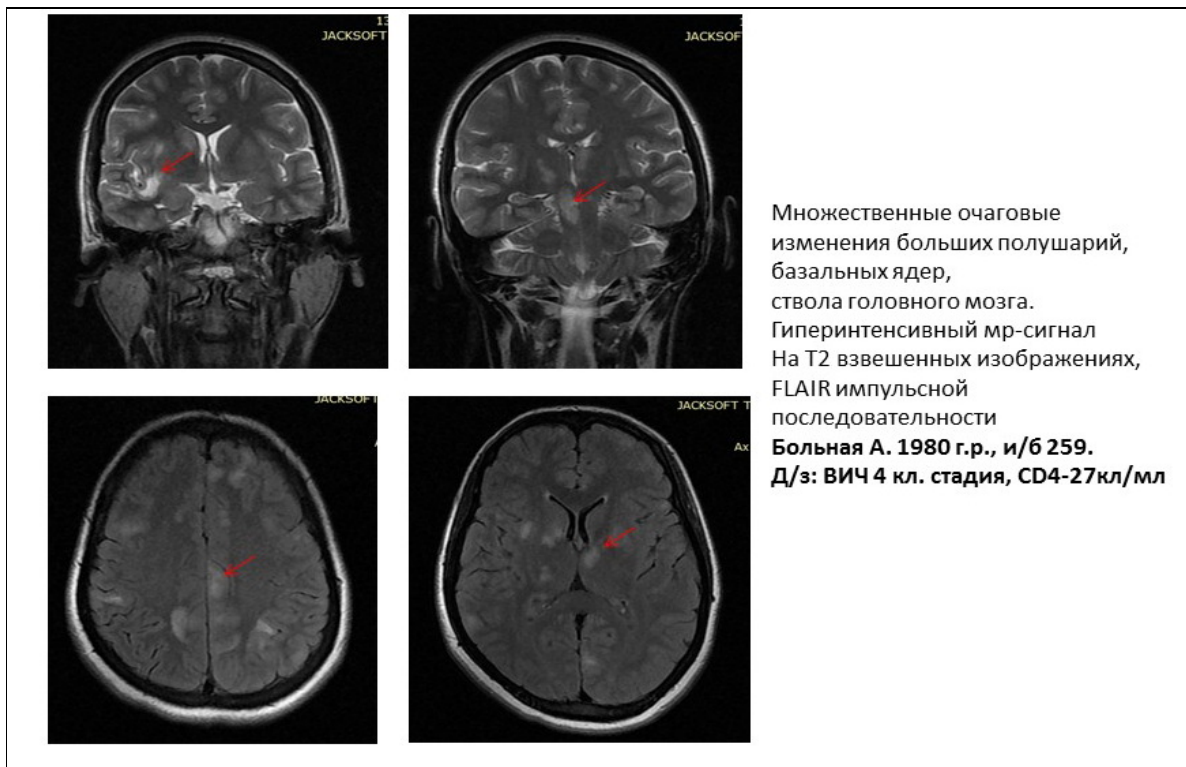 13
JACKSOFT
JACKSOFT
Множественные очаговые
изменения больших полушарий,
базальных ядер,
ствола головного мозга.
Гиперинтенсивный мр-сигнал
На Т2 взвешенных изображениях,
FLAIR импульсной
последовательности
Больная А. 1980 г.р., и/б 259.
Д/з: ВИЧ 4 кл. стадия, CD4-27кл/мл
JACKSOFT
JACKSOFT T
Ax